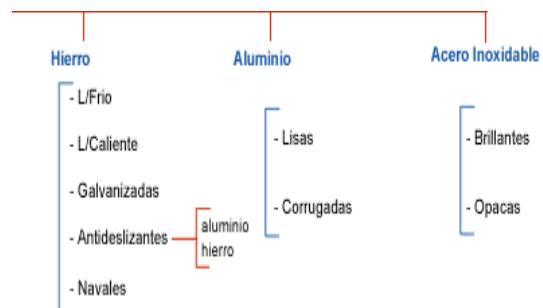 Hierro
- L/Frio
- L/Caliente
- Galvanizadas
- Antideslizantes
aluminio
hierro
- Navales
Aluminio
- Lisas
- Corrugadas
Acero Inoxidable
- Brillantes
- Opacas